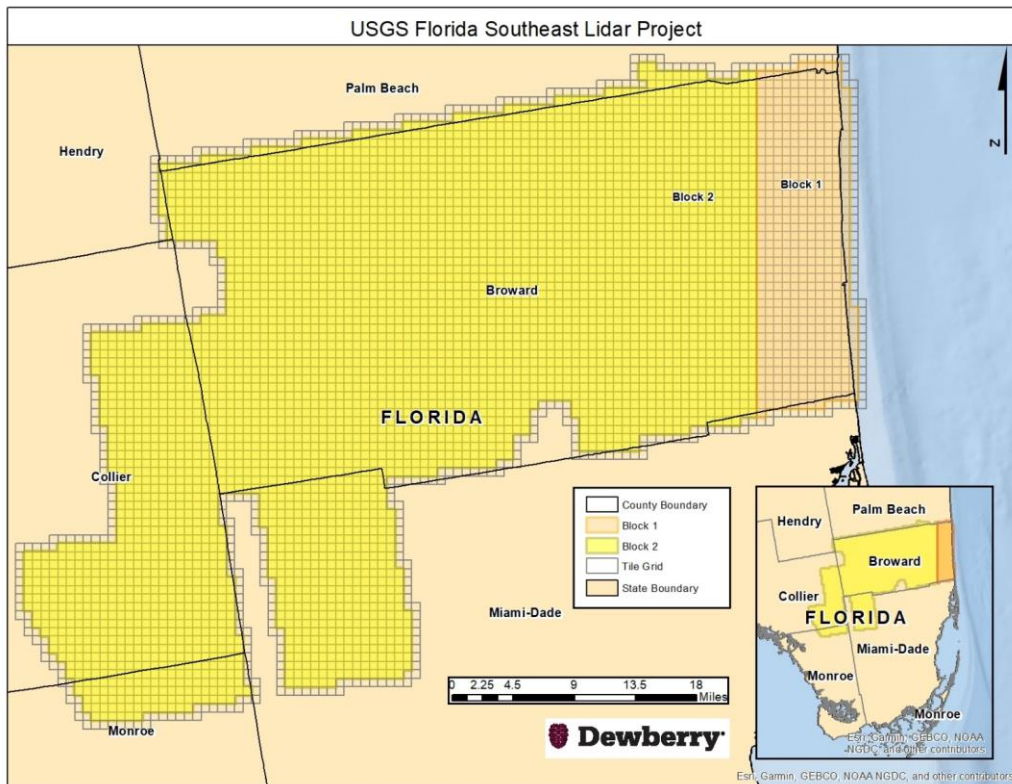 USGS Florida Southeast Lidar Project
Palm Beach
Hendry
Block 2
Block 1
Broward
FLORIDA
Collier
Miami-Dade
Monroe
N
County Boundary
Block 1
Block 2
Tile Grid
State Boundary
0 2.25 4.5 9 13.5 18
Miles
Dewberry
Palm Beach
Hendry
Broward
Collier
FLORIDA
Miami-Dade
Monroe
Monroe
Esri, Garmin, GEBCO, NOAA
NGDC, and other contributors
Esri, Garmin, GEBCO, NOAA NGDC, and other contributors